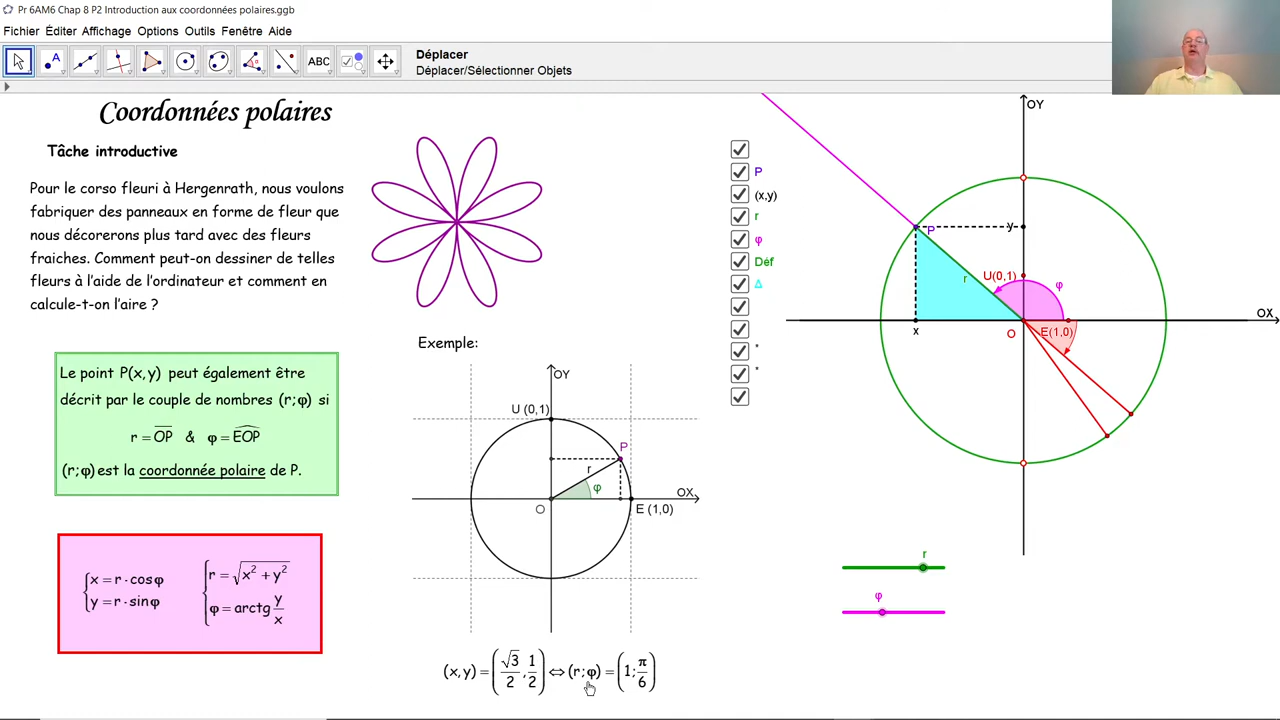 Pr 6AM6 Chap 8 P2 Introduction aux coordonnées polaires.ggb
Fichier Éditer Affichage Options Outils Fenêtre Aide
A ABC
Déplacer
Déplacer/Sélectionner Objets
Coordonnées polaires
Tâche introductive
Pour le corso fleuri à Hergenrath, nous voulons
fabriquer des panneaux en forme de fleur que
nous décorerons plus tard avec des fleurs
fraiches. Comment peut-on dessiner de telles
fleurs à l'aide de l'ordinateur et comment en
calcule-t-on l'aire ?
Le point P(x,y) peut également être
décrit par le couple de nombres (r;φ) si
r = O̅P̅ & φ = E͡OP
(r;φ) est la coordonnée polaire de P.
{x = r · cosφ
y = r · sinφ
{r = √(x² + y²)
φ = arctg y/x
Exemple:
OY
U (0,1)
P
r
φ
OX
O
E (1,0)
(x,y) = (√3/2, 1/2) ⇔ (r;φ) = (1; π/6)
P
(x,y)
r
φ
Déf
Δ
*
*
OY
P
y
U(0,1)
r
φ
OX
x
O
E(1,0)
r
φ